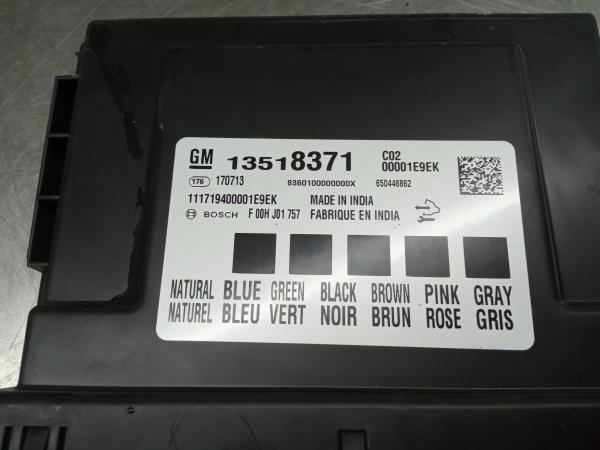 GM 13518371 C02
00001E9EK
176 170713 8360100000000X 650446862
111719400001E9EK MADE IN INDIA
BOSCH F 00H J01 757 FABRIQUE EN INDIA
NATURAL BLUE GREEN BLACK BROWN PINK GRAY
NATUREL BLEU VERT NOIR BRUN ROSE GRIS